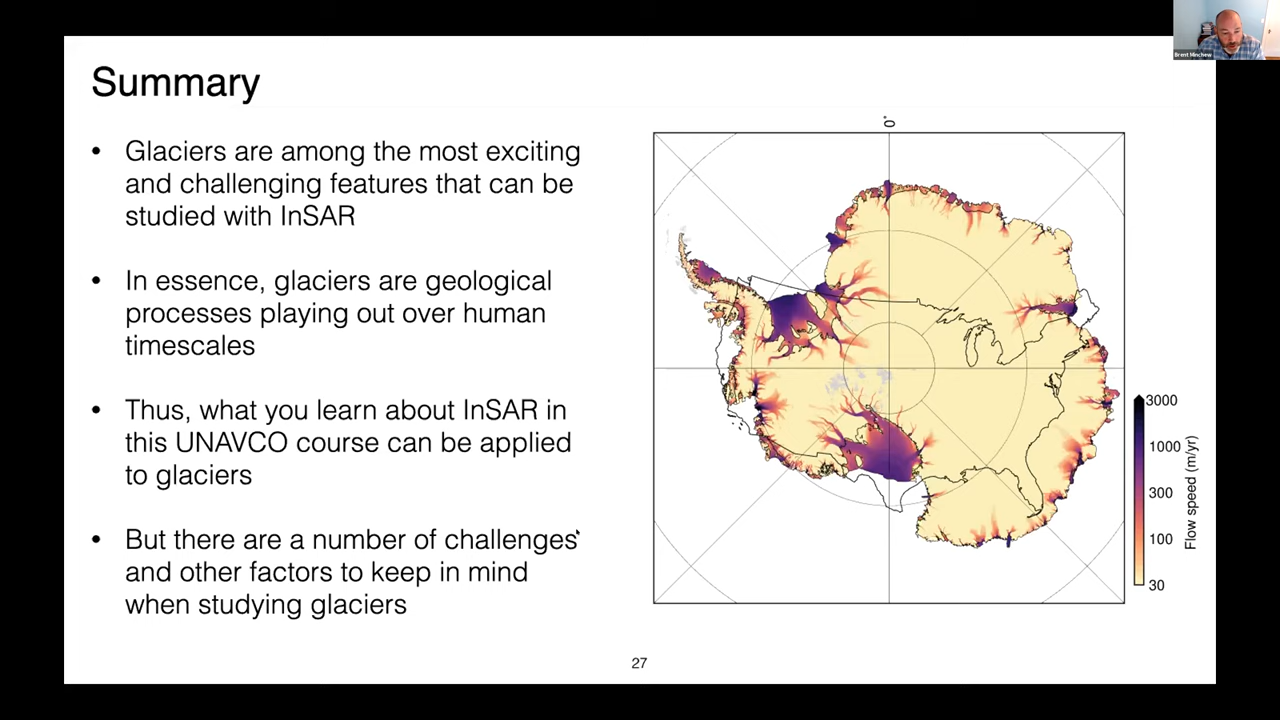 Brent Minchew
Summary
• Glaciers are among the most exciting
and challenging features that can be
studied with InSAR
• In essence, glaciers are geological
processes playing out over human
timescales
• Thus, what you learn about InSAR in
this UNAVCO course can be applied
to glaciers
• But there are a number of challenges
and other factors to keep in mind
when studying glaciers
0°
3000
1000
300
100
30
Flow speed (m/yr)
27